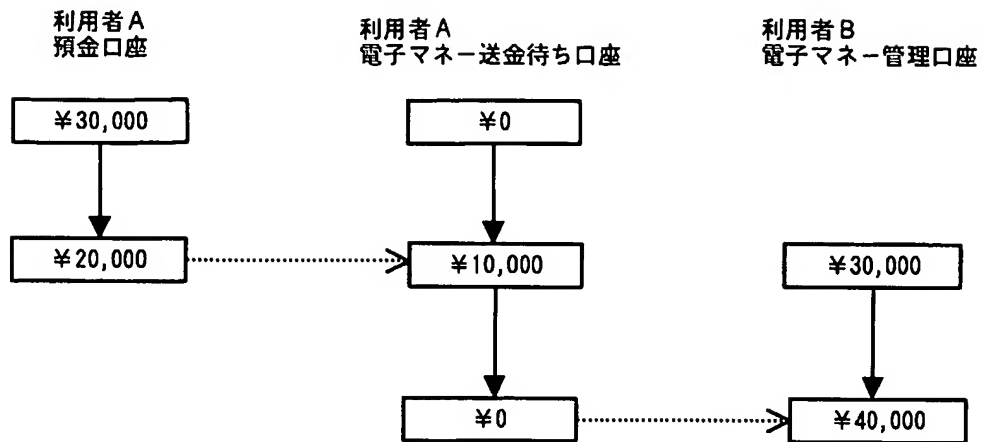 利用者A
預金口座
利用者A
電子マネー送金待ち口座
利用者B
電子マネー管理口座
¥30,000
¥0
¥20,000
¥10,000
¥30,000
¥0
¥40,000